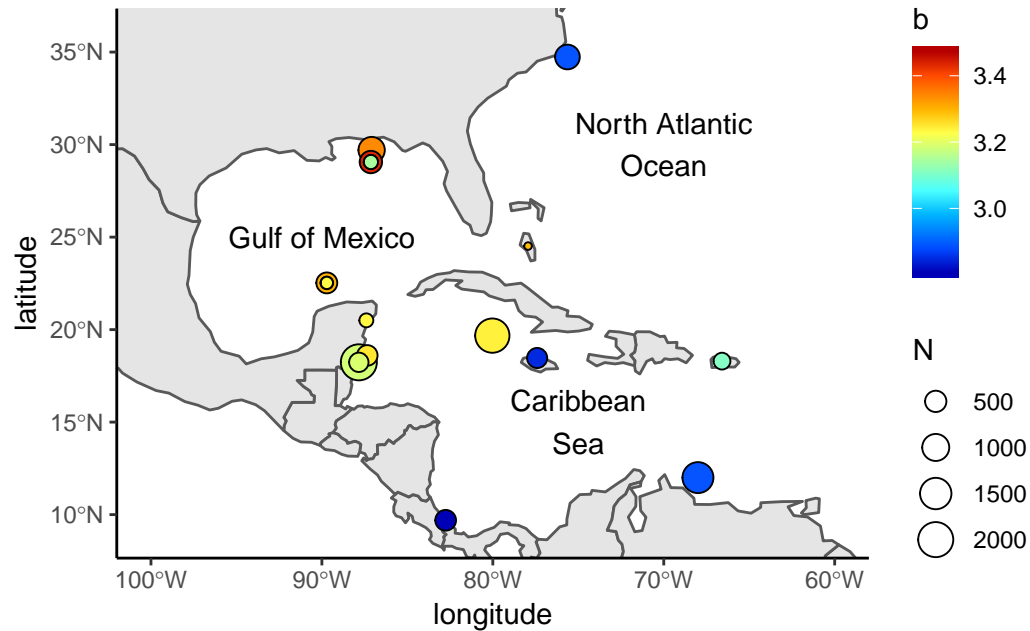 35°N
30°N
25°N
20°N
15°N
10°N
latitude
North Atlantic
Ocean
Gulf of Mexico
Caribbean
Sea
100°W
90°W
80°W
70°W
60°W
longitude
b
3.4
3.2
3.0
N
500
1000
1500
2000